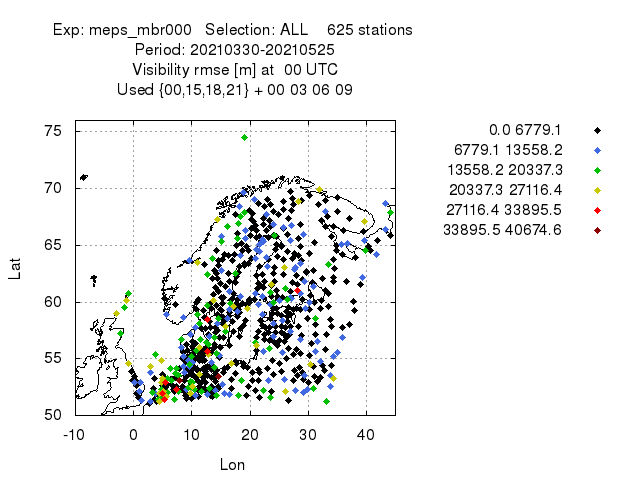 Exp: meps_mbr000 Selection: ALL 625 stations
Period: 20210330-20210525
Visibility rmse [m] at 00 UTC
Used {00,15,18,21} + 00 03 06 09
0.0 6779.1
6779.1 13558.2
13558.2 20337.3
20337.3 27116.4
27116.4 33895.5
33895.5 40674.6
75
70
65
60
55
50
Lat
-10 0 10 20 30 40
Lon